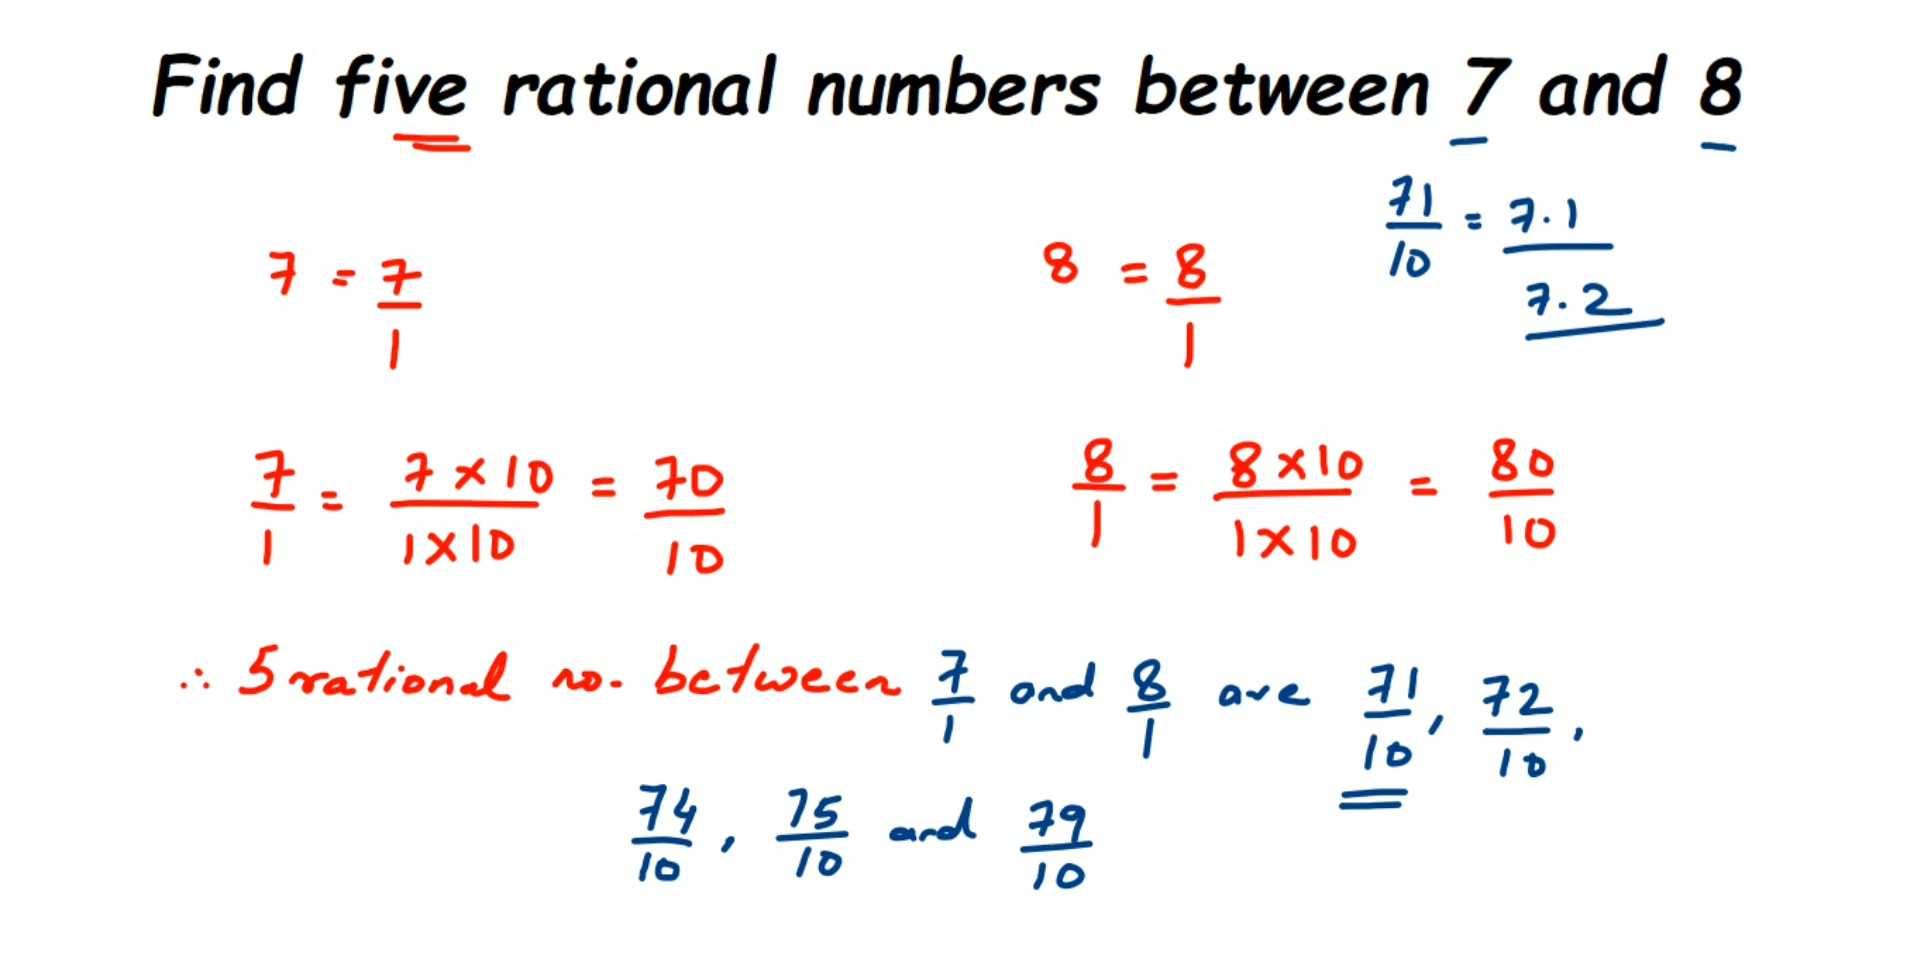 Find five rational numbers between 7 and 8
71/10 = 7.1
7.2
7 = 7/1
8 = 8/1
7/1 = 7 × 10/1 × 10 = 70/10
8/1 = 8 × 10/1 × 10 = 80/10
∴ 5 rational no. between 7/1 and 8/1 are 71/10, 72/10,
74/10, 75/10 and 79/10